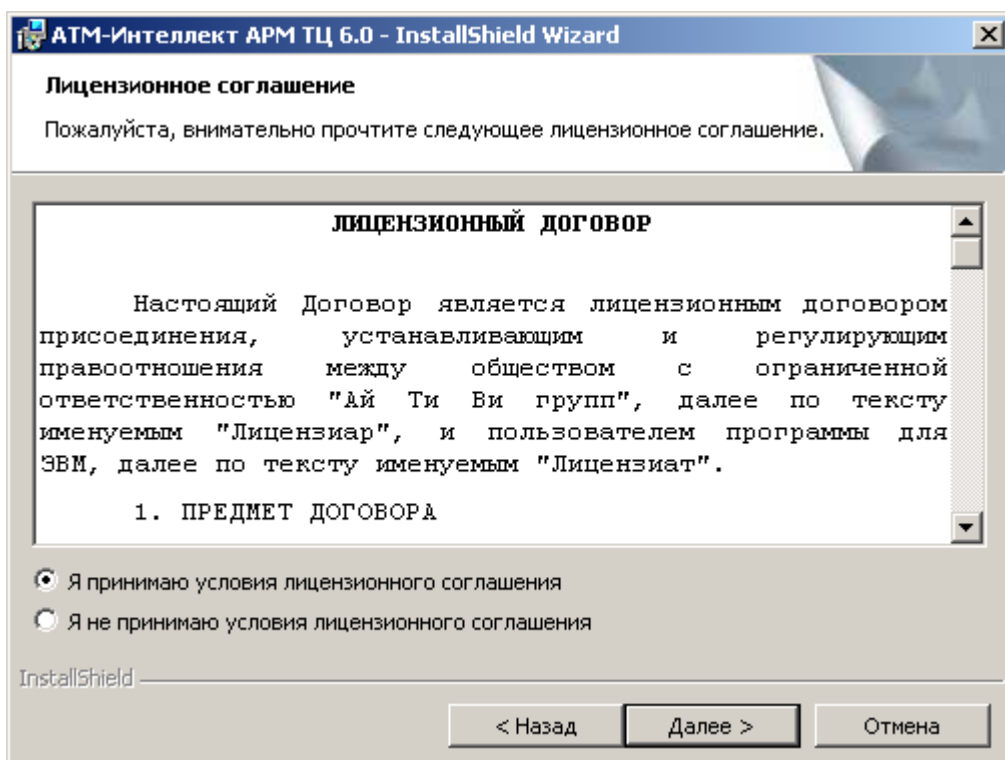 АТМ-Интеллект АРМ ТЦ 6.0 - InstallShield Wizard
Лицензионное соглашение
Пожалуйста, внимательно прочтите следующее лицензионное соглашение.
ЛИЦЕНЗИОННЫЙ ДОГОВОР
Настоящий Договор является лицензионным договором
присоединения, устанавливающим и регулирующим
правоотношения между обществом с ограниченной
ответственностью "Ай Ти Ви групп", далее по тексту
именуемым "Лицензиар", и пользователем программы для
ЭВМ, далее по тексту именуемым "Лицензиат".
1. ПРЕДМЕТ ДОГОВОРА
Я принимаю условия лицензионного соглашения
Я не принимаю условия лицензионного соглашения
InstallShield
< Назад
Далее >
Отмена